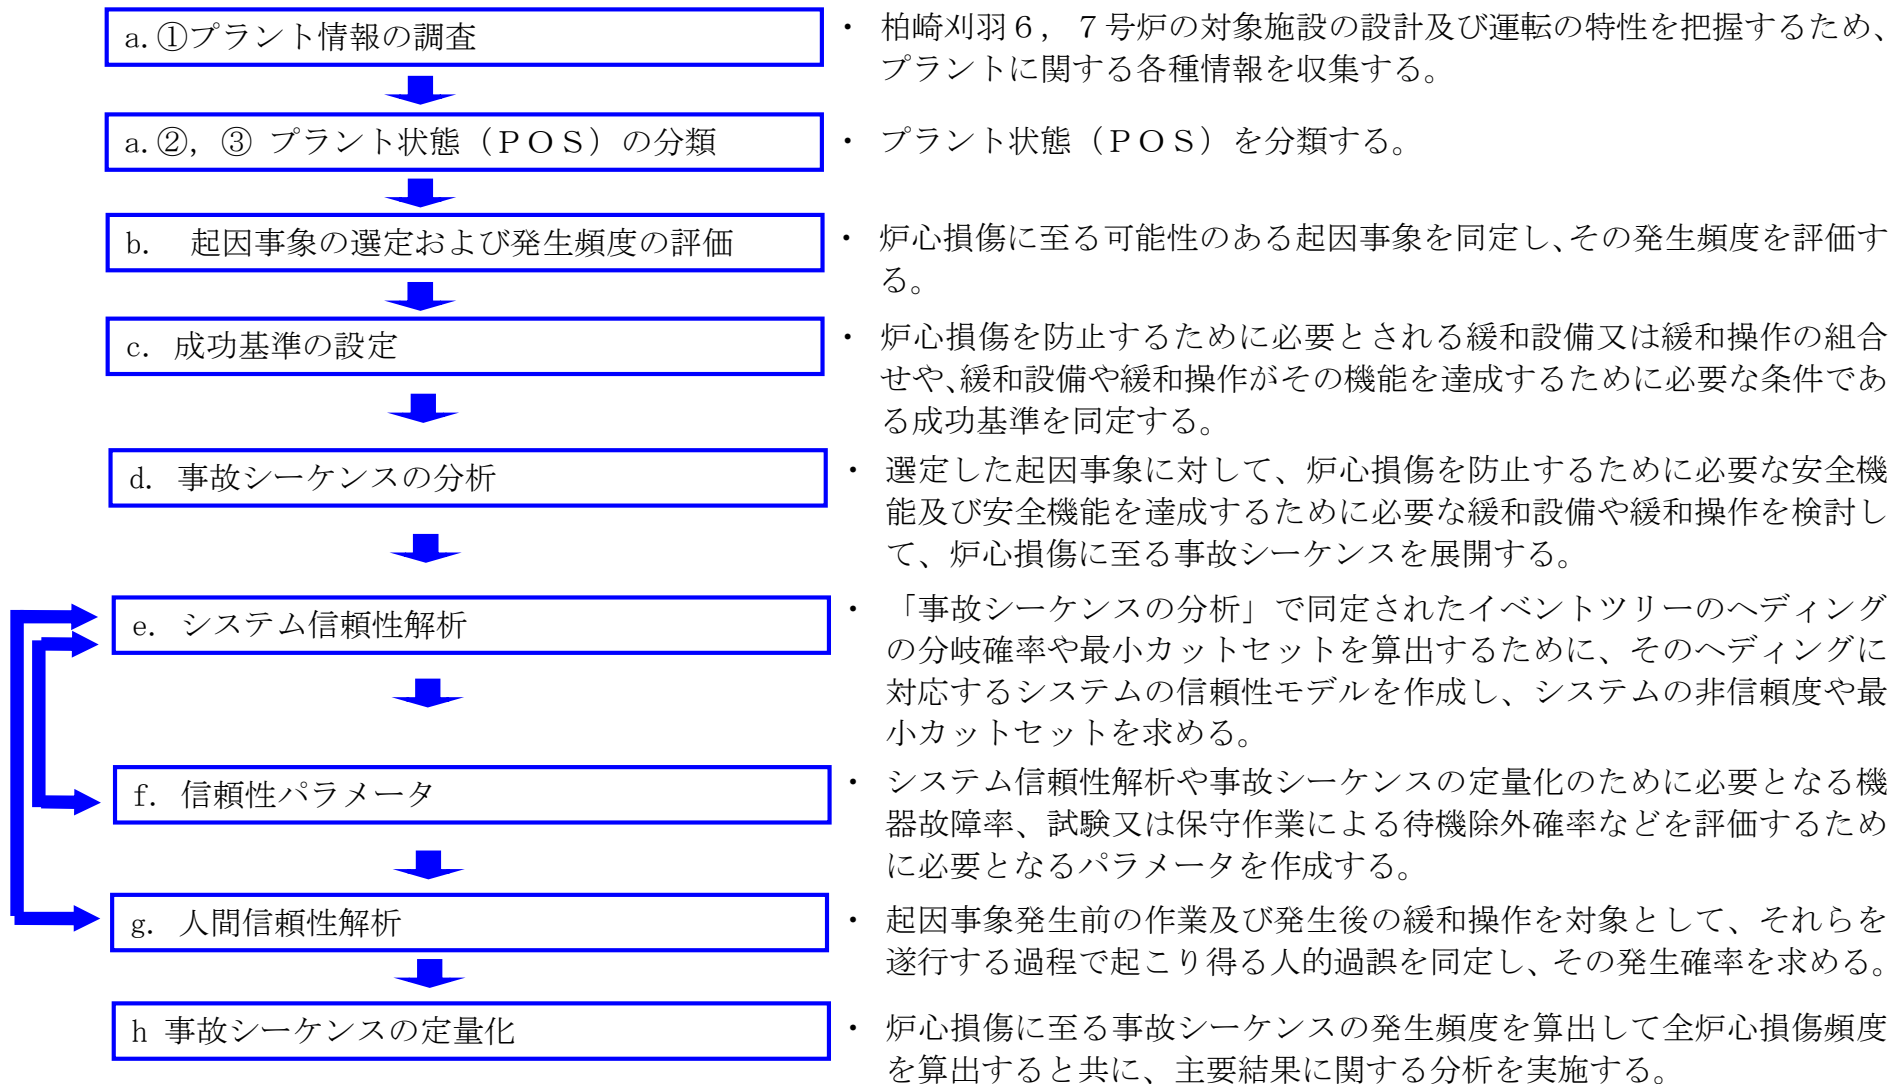 a.①プラント情報の調査
・ 柏崎刈羽6，7号炉の対象施設の設計及び運転の特性を把握するため、
プラントに関する各種情報を収集する。
a.②，③ プラント状態（ＰＯＳ）の分類
・ プラント状態（ＰＯＳ）を分類する。
b. 起因事象の選定および発生頻度の評価
・ 炉心損傷に至る可能性のある起因事象を同定し、その発生頻度を評価す
る。
c. 成功基準の設定
・ 炉心損傷を防止するために必要とされる緩和設備又は緩和操作の組合
せや、緩和設備や緩和操作がその機能を達成するために必要な条件であ
る成功基準を同定する。
d. 事故シーケンスの分析
・ 選定した起因事象に対して、炉心損傷を防止するために必要な安全機
能及び安全機能を達成するために必要な緩和設備や緩和操作を検討し
て、炉心損傷に至る事故シーケンスを展開する。
e. システム信頼性解析
・ 「事故シーケンスの分析」で同定されたイベントツリーのヘディング
の分岐確率や最小カットセットを算出するために、そのヘディングに
対応するシステムの信頼性モデルを作成し、システムの非信頼度や最
小カットセットを求める。
f. 信頼性パラメータ
・ システム信頼性解析や事故シーケンスの定量化のために必要となる機
器故障率、試験又は保守作業による待機除外確率などを評価するため
に必要となるパラメータを作成する。
g. 人間信頼性解析
・ 起因事象発生前の作業及び発生後の緩和操作を対象として、それらを
遂行する過程で起こり得る人的過誤を同定し、その発生確率を求める。
h 事故シーケンスの定量化
・ 炉心損傷に至る事故シーケンスの発生頻度を算出して全炉心損傷頻度
を算出すると共に、主要結果に関する分析を実施する。